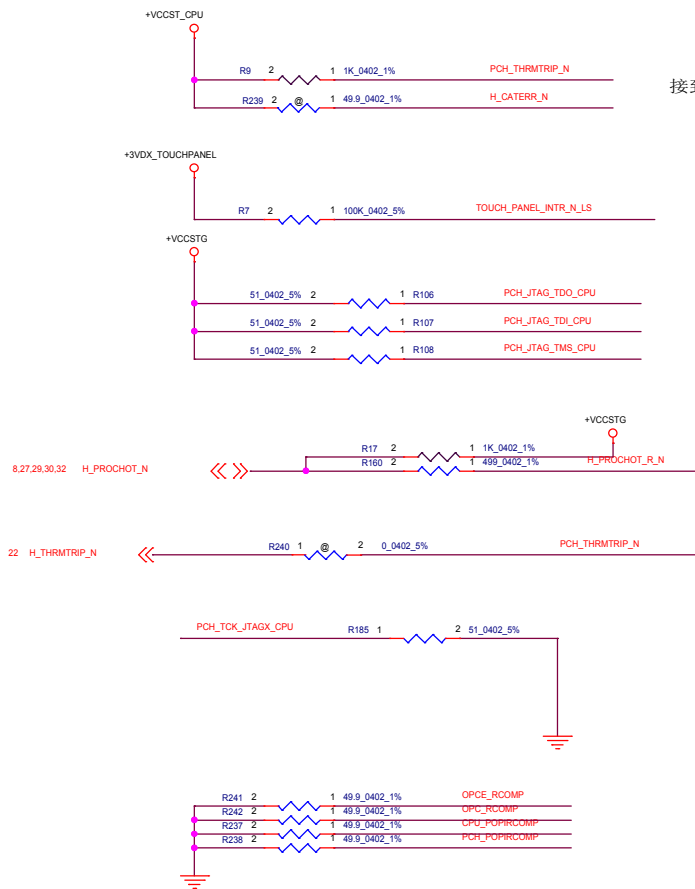 +VCCST_CPU
R9 2 1 1K_0402_1% PCH_THRMTRIP_N
接到
R239 2 @ 1 49.9_0402_1% H_CATERR_N
+3VDX_TOUCHPANEL
R7 2 1 100K_0402_5% TOUCH_PANEL_INTR_N_LS
+VCCSTG
51_0402_5% 2 1 R106 PCH_JTAG_TDO_CPU
51_0402_5% 2 1 R107 PCH_JTAG_TDI_CPU
51_0402_5% 2 1 R108 PCH_JTAG_TMS_CPU
+VCCSTG
R17 2 1 1K_0402_1%
8,27,29,30,32 H_PROCHOT_N R160 2 1 499_0402_1% H_PROCHOT_R_N
22 H_THRMTRIP_N R240 1 @ 2 0_0402_5% PCH_THRMTRIP_N
PCH_TCK_JTAGX_CPU R185 1 2 51_0402_5%
R241 2 1 49.9_0402_1% OPCE_RCOMP
R242 2 1 49.9_0402_1% OPC_RCOMP
R237 2 1 49.9_0402_1% CPU_POPIRCOMP
R238 2 1 49.9_0402_1% PCH_POPIRCOMP